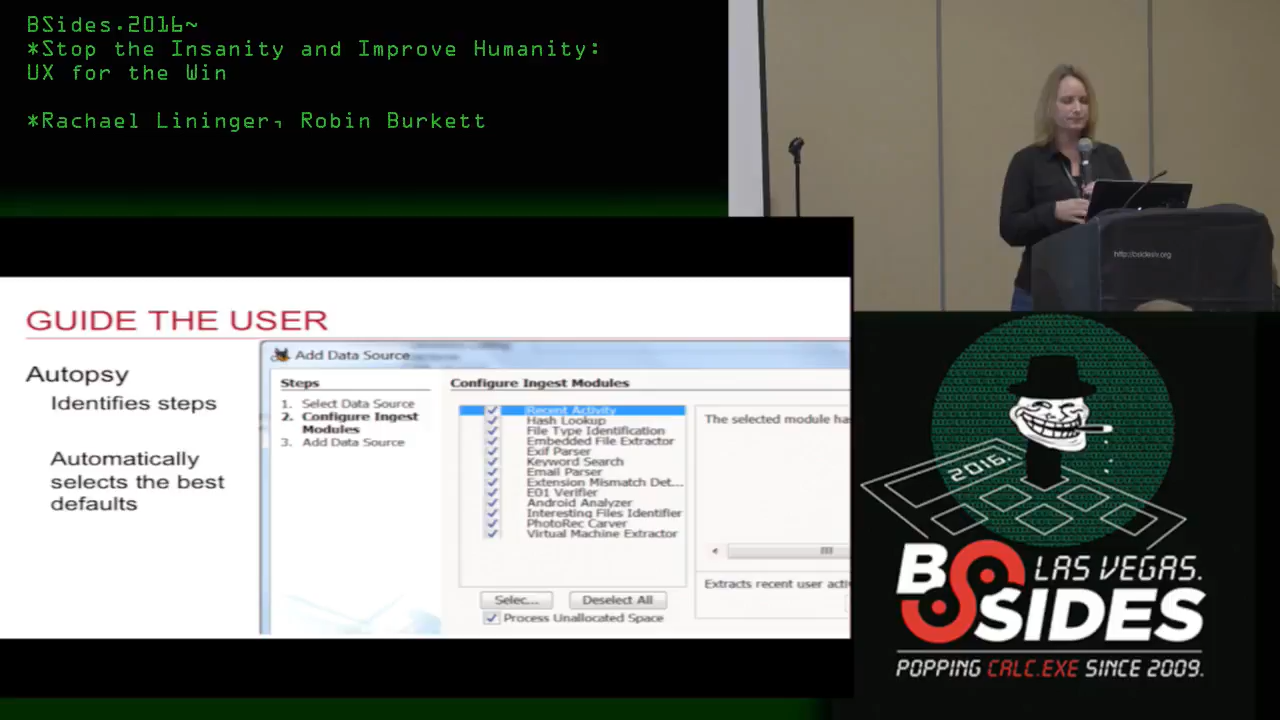 BSides.2016~
*Stop the Insanity and Improve Humanity:
UX for the Win
*Rachael Lininger, Robin Burkett
http://bsideslv.org
GUIDE THE USER
Autopsy
Identifies steps
Automatically
selects the best
defaults
Add Data Source
Steps
1. Select Data Source
2. Configure Ingest
Modules
3. Add Data Source
Configure Ingest Modules
Recent Activity
Hash Lookup
File Type Identification
Embedded File Extractor
Exif Parser
Keyword Search
Email Parser
Extension Mismatch Det...
E01 Verifier
Android Analyzer
Interesting Files Identifier
PhotoRec Carver
Virtual Machine Extractor
Selec...
Deselect All
Process Unallocated Space
The selected module ha
Extracts recent user acti
2016.
BSIDES
LAS VEGAS.
POPPING CALC.EXE SINCE 2009.